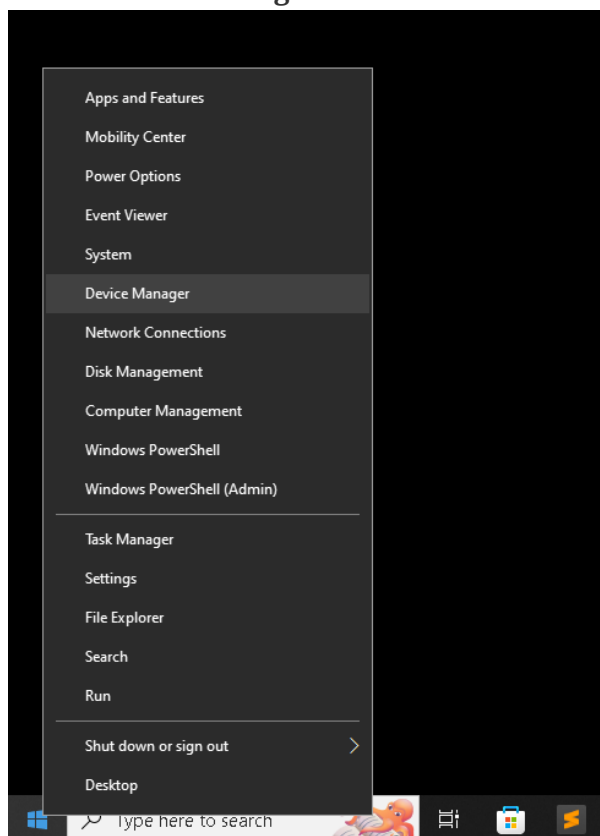 Apps and Features
Mobility Center
Power Options
Event Viewer
System
Device Manager
Network Connections
Disk Management
Computer Management
Windows PowerShell
Windows PowerShell (Admin)
Task Manager
Settings
File Explorer
Search
Run
Shut down or sign out
Desktop
Type here to search